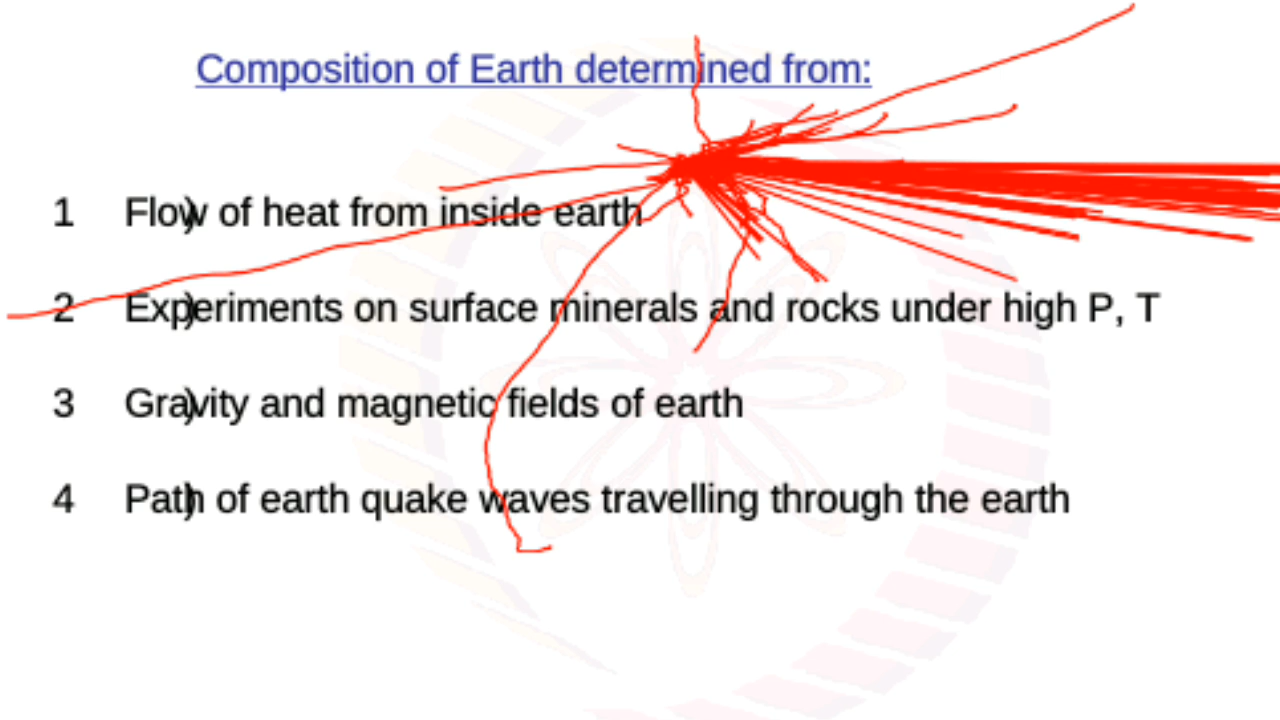 Composition of Earth determined from:
1) Flow of heat from inside earth
2) Experiments on surface minerals and rocks under high P, T
3) Gravity and magnetic fields of earth
4) Path of earth quake waves travelling through the earth